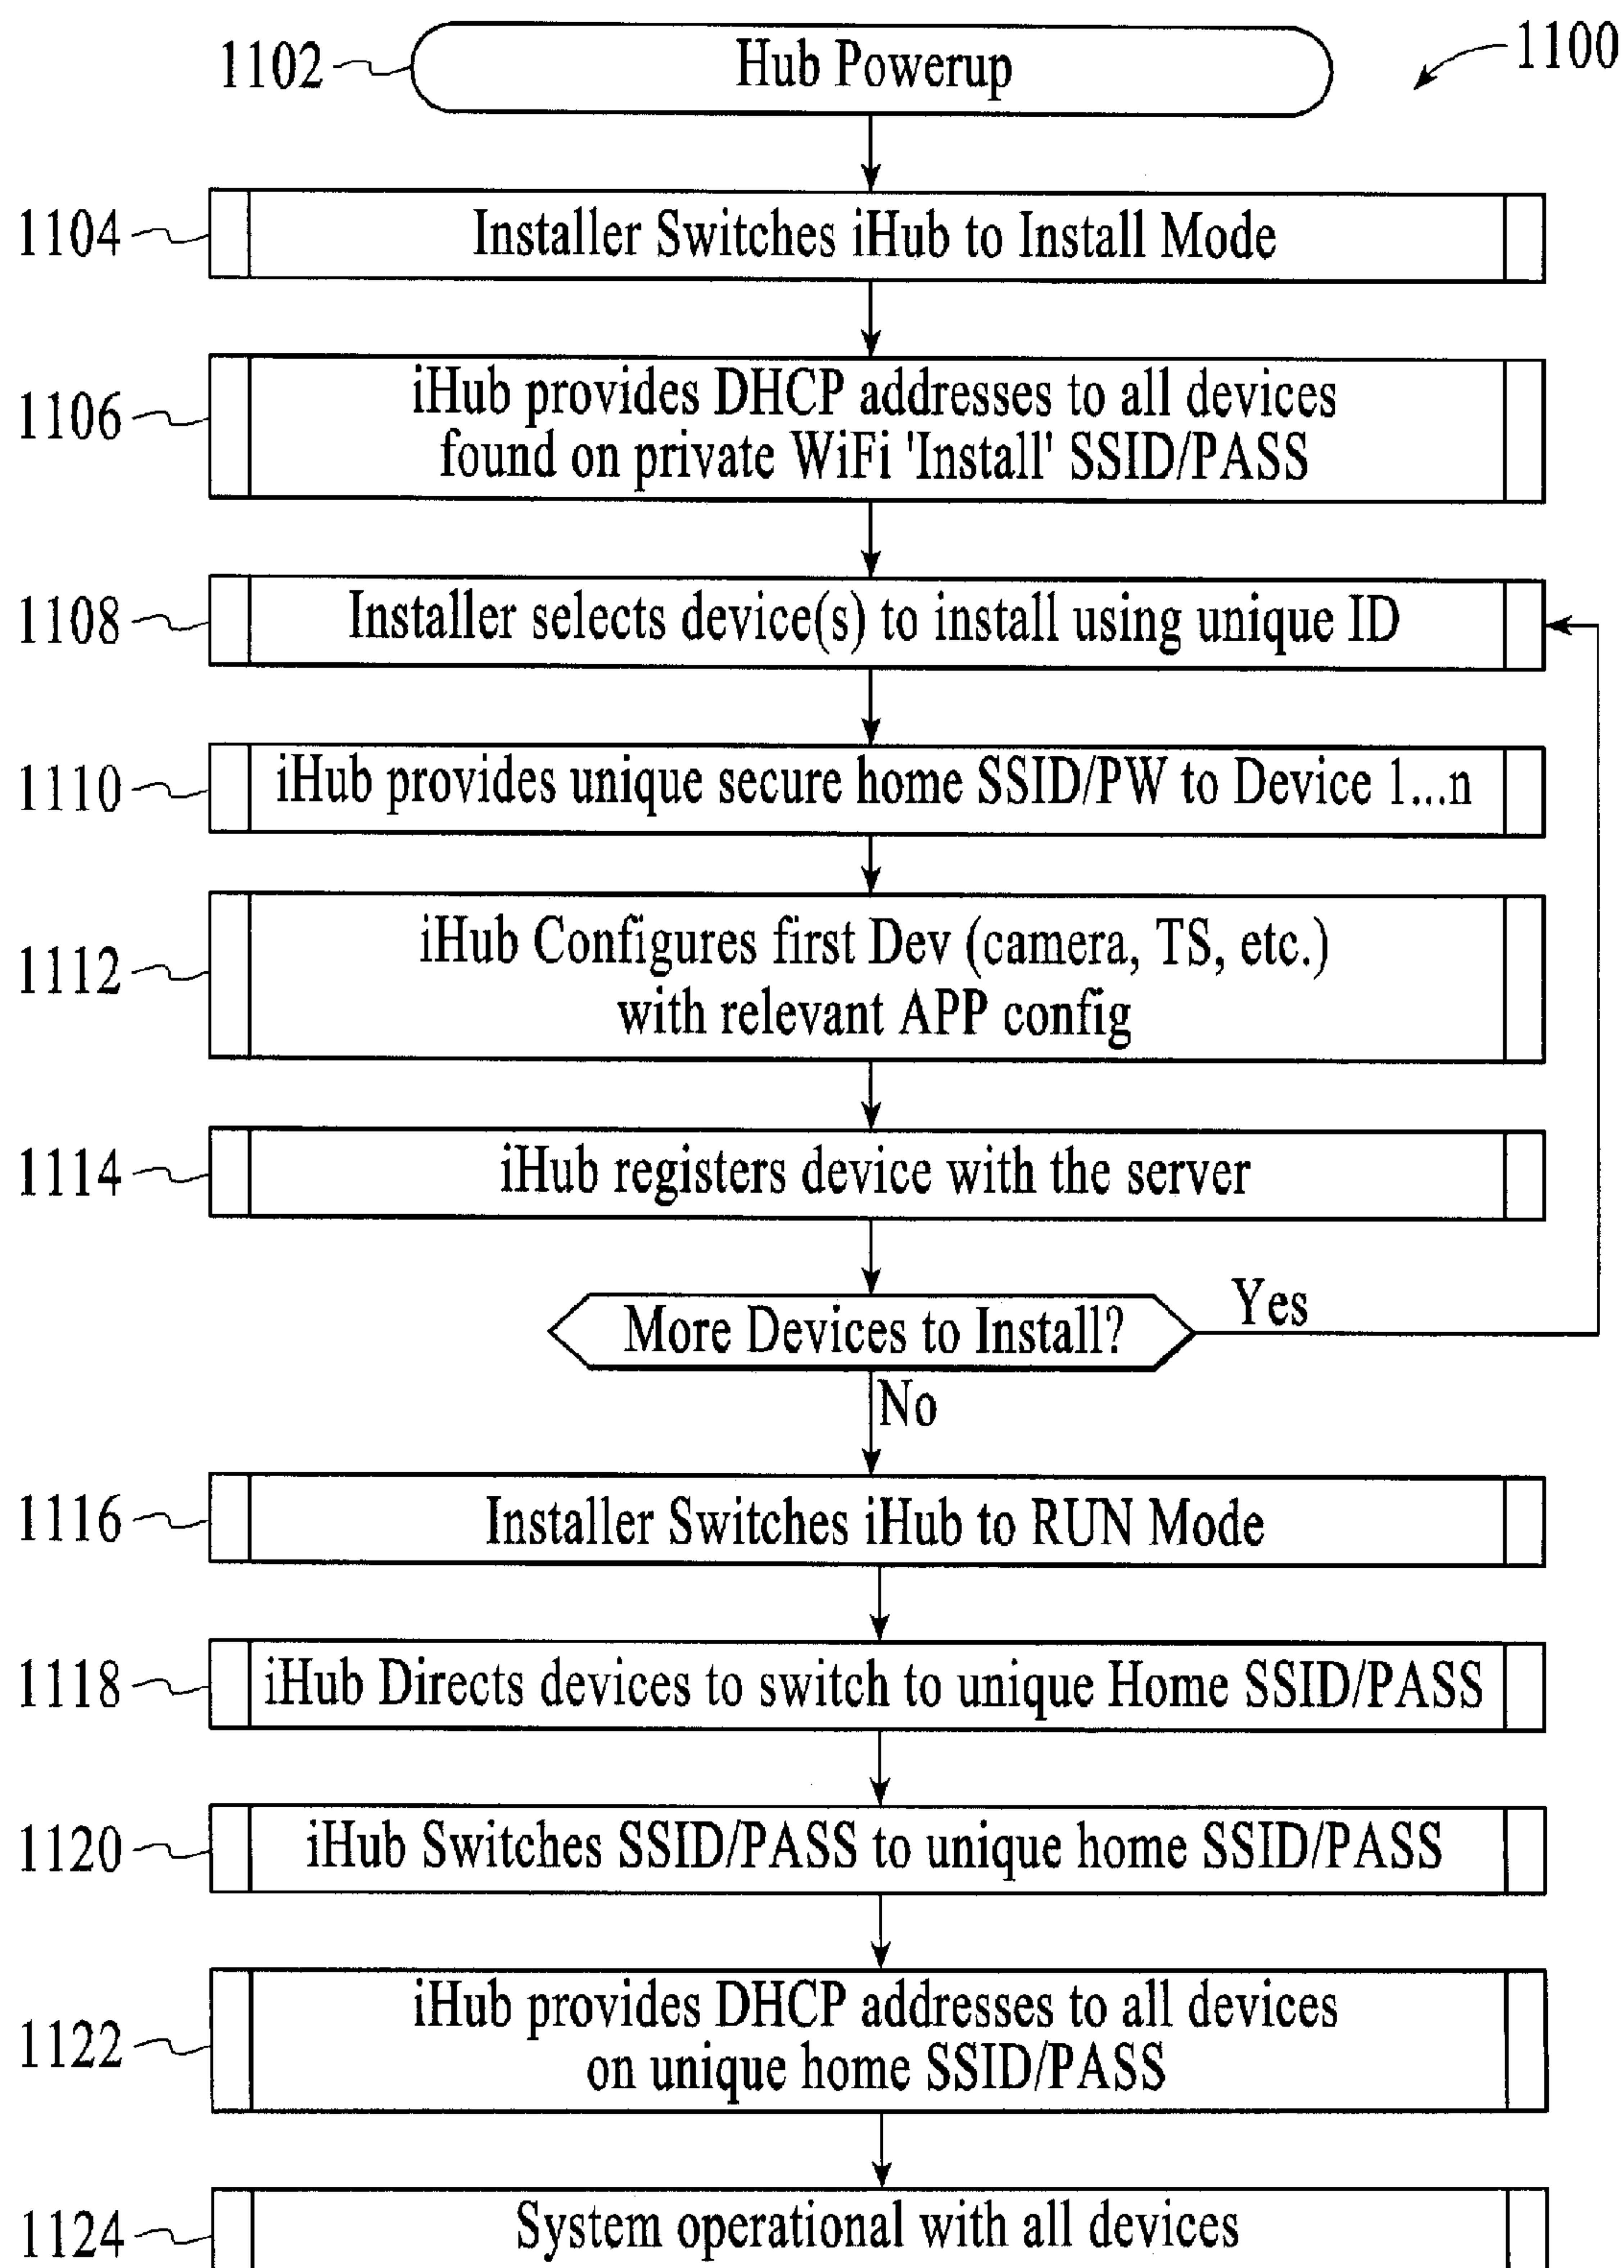 1102
Hub Powerup
1100
1104
Installer Switches iHub to Install Mode
1106
iHub provides DHCP addresses to all devices
found on private WiFi 'Install' SSID/PASS
1108
Installer selects device(s) to install using unique ID
1110
iHub provides unique secure home SSID/PW to Device 1...n
1112
iHub Configures first Dev (camera, TS, etc.)
with relevant APP config
1114
iHub registers device with the server
More Devices to Install?
Yes
No
1116
Installer Switches iHub to RUN Mode
1118
iHub Directs devices to switch to unique Home SSID/PASS
1120
iHub Switches SSID/PASS to unique home SSID/PASS
1122
iHub provides DHCP addresses to all devices
on unique home SSID/PASS
1124
System operational with all devices